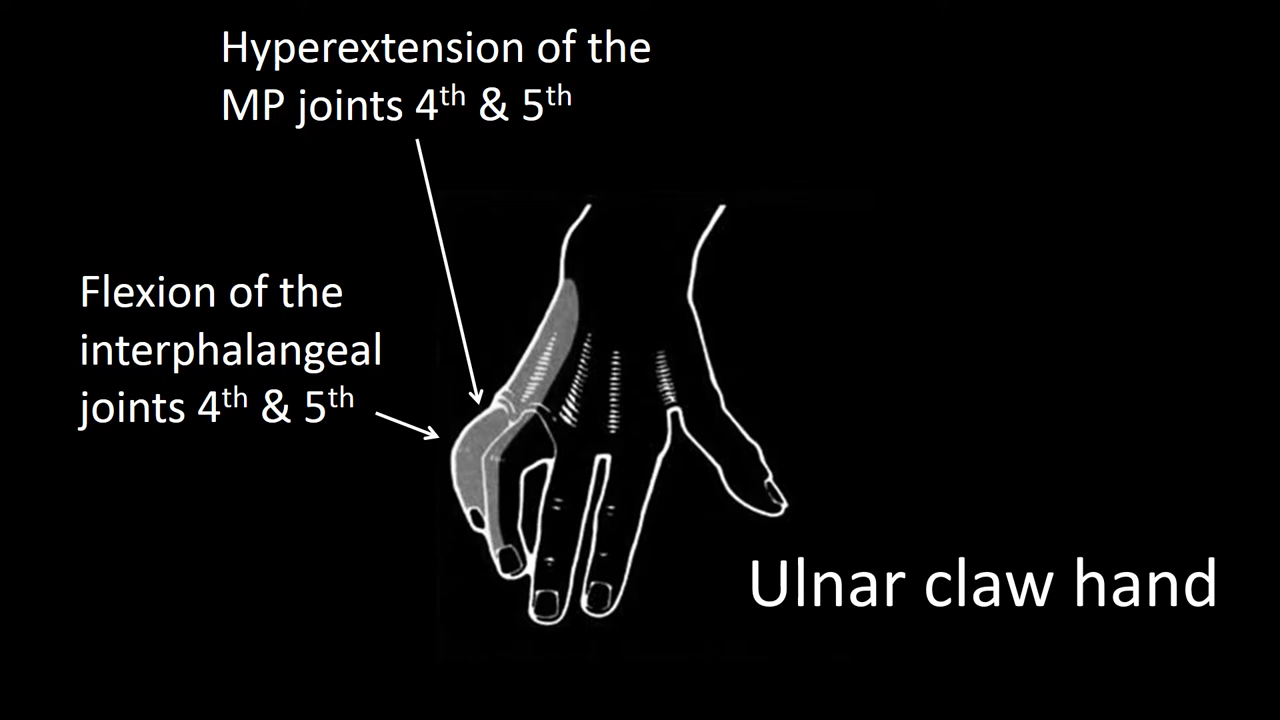 Hyperextension of the
MP joints 4th & 5th
Flexion of the
interphalangeal
joints 4th & 5th
Ulnar claw hand